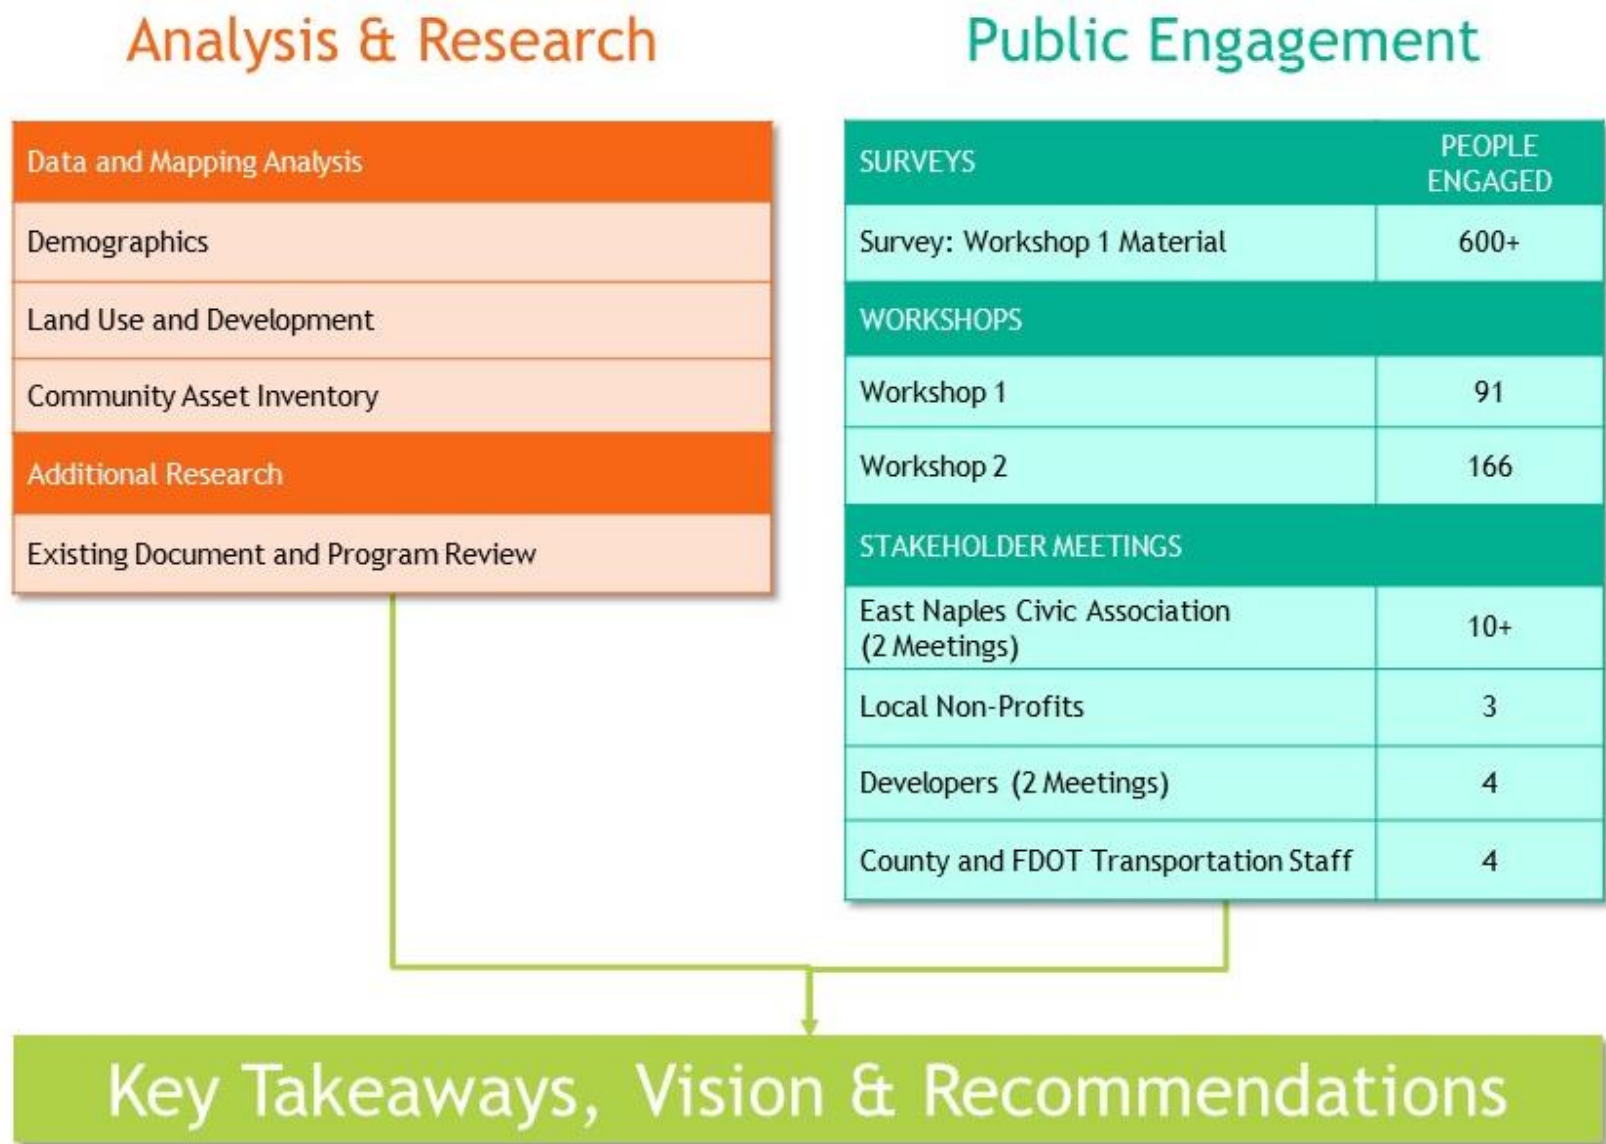 Analysis & Research
Data and Mapping Analysis
Demographics
Land Use and Development
Community Asset Inventory
Additional Research
Existing Document and Program Review
Public Engagement
SURVEYS
PEOPLE
ENGAGED
Survey: Workshop 1 Material
600+
WORKSHOPS
Workshop 1
91
Workshop 2
166
STAKEHOLDER MEETINGS
East Naples Civic Association
(2 Meetings)
10+
Local Non-Profits
3
Developers (2 Meetings)
4
County and FDOT Transportation Staff
4
Key Takeaways, Vision & Recommendations